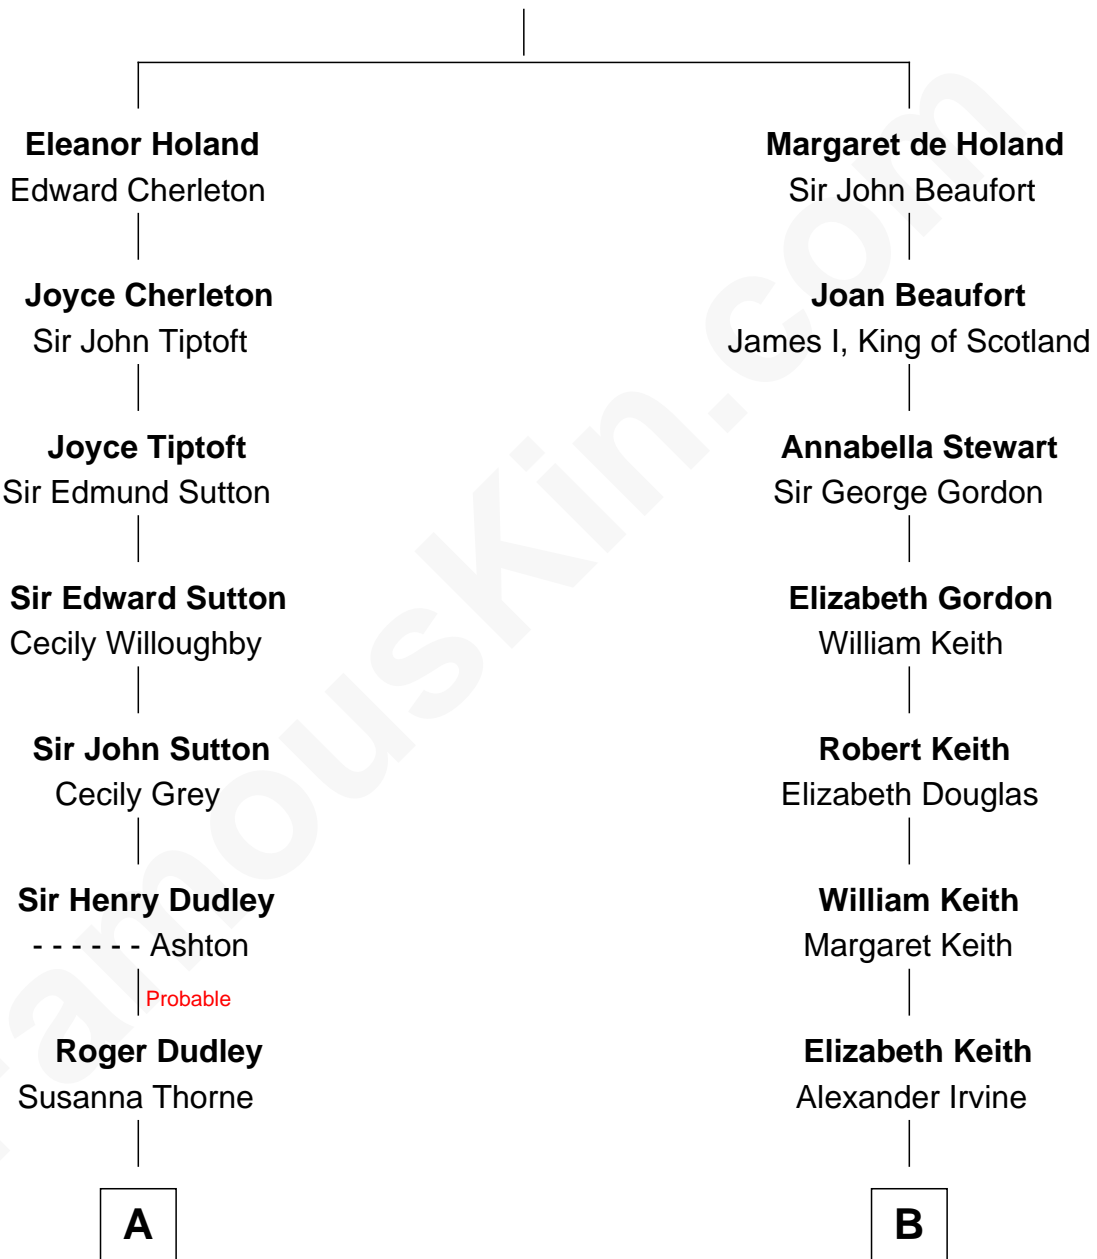 Eleanor Holand
Edward Cherleton
Joyce Cherleton
Sir John Tiptoft
Joyce Tiptoft
Sir Edmund Sutton
Sir Edward Sutton
Cecily Willoughby
Sir John Sutton
Cecily Grey
Sir Henry Dudley
- - - - - - Ashton
Probable
Roger Dudley
Susanna Thorne
A
Margaret de Holand
Sir John Beaufort
Joan Beaufort
James I, King of Scotland
Annabella Stewart
Sir George Gordon
Elizabeth Gordon
William Keith
Robert Keith
Elizabeth Douglas
William Keith
Margaret Keith
Elizabeth Keith
Alexander Irvine
B
FamousKin.com